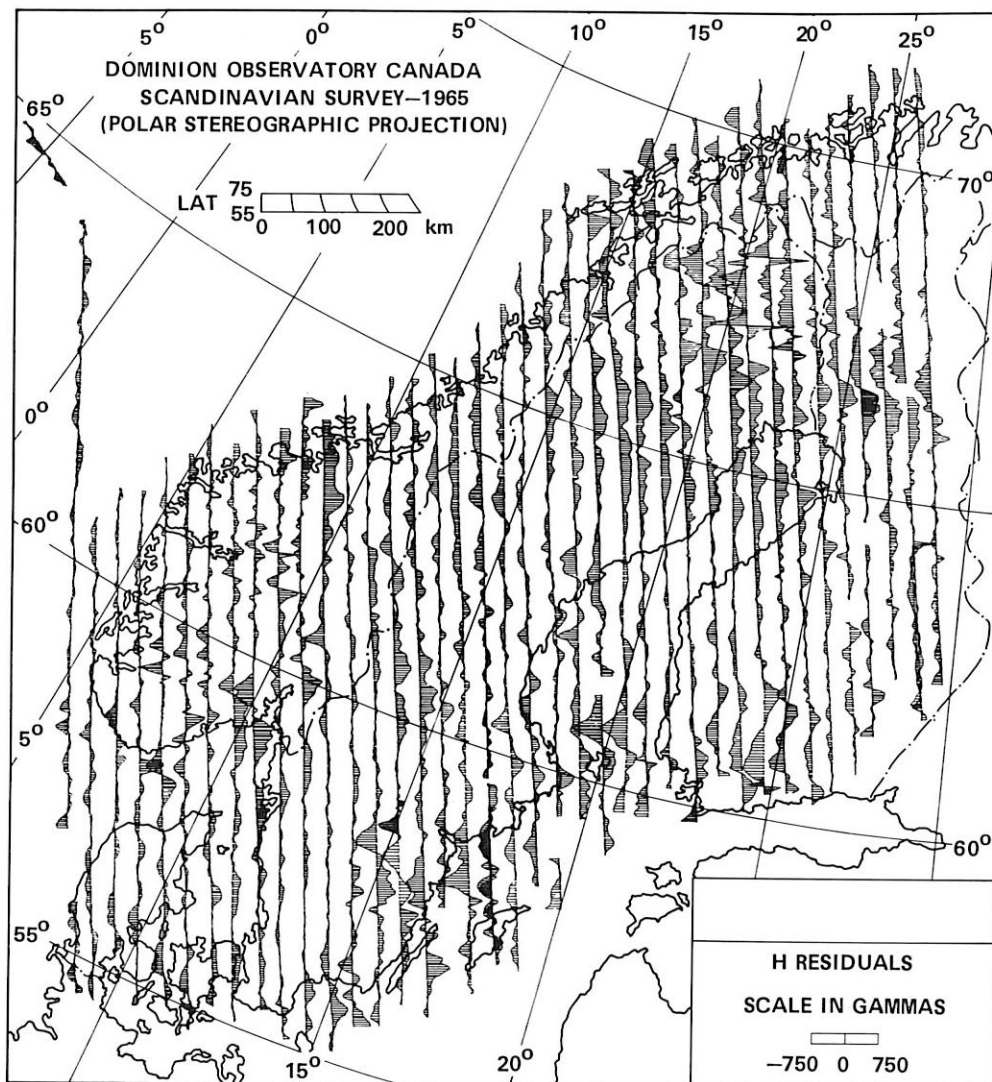 5° 0° 5° 10° 15° 20° 25°
DOMINION OBSERVATORY CANADA
SCANDINAVIAN SURVEY—1965
(POLAR STEREOGRAPHIC PROJECTION)
65°
70°
LAT 75
55
0 100 200 km
0°
60°
5°
60°
55°
15°
20°
H RESIDUALS
SCALE IN GAMMAS
−750 0 750